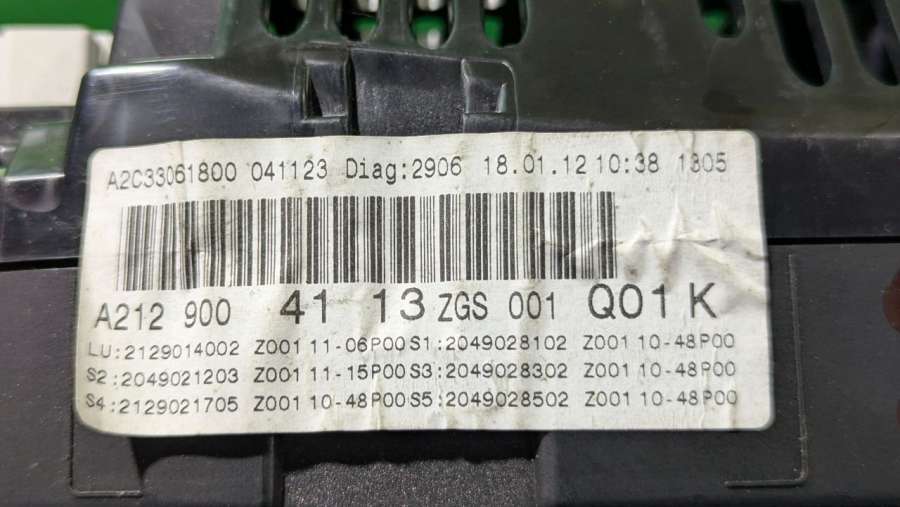 A2C33061800 041123 Diag:2906 18.01.12 10:38 1305
A212 900 41 13 ZGS 001 Q01 K
LU:2129014002 Z001 11-06P00 S1:2049028102 Z001 10-48P00
S2:2049021203 Z001 11-15P00 S3:2049028302 Z001 10-48P00
S4:2129021705 Z001 10-48P00 S5:2049028502 Z001 10-48P00